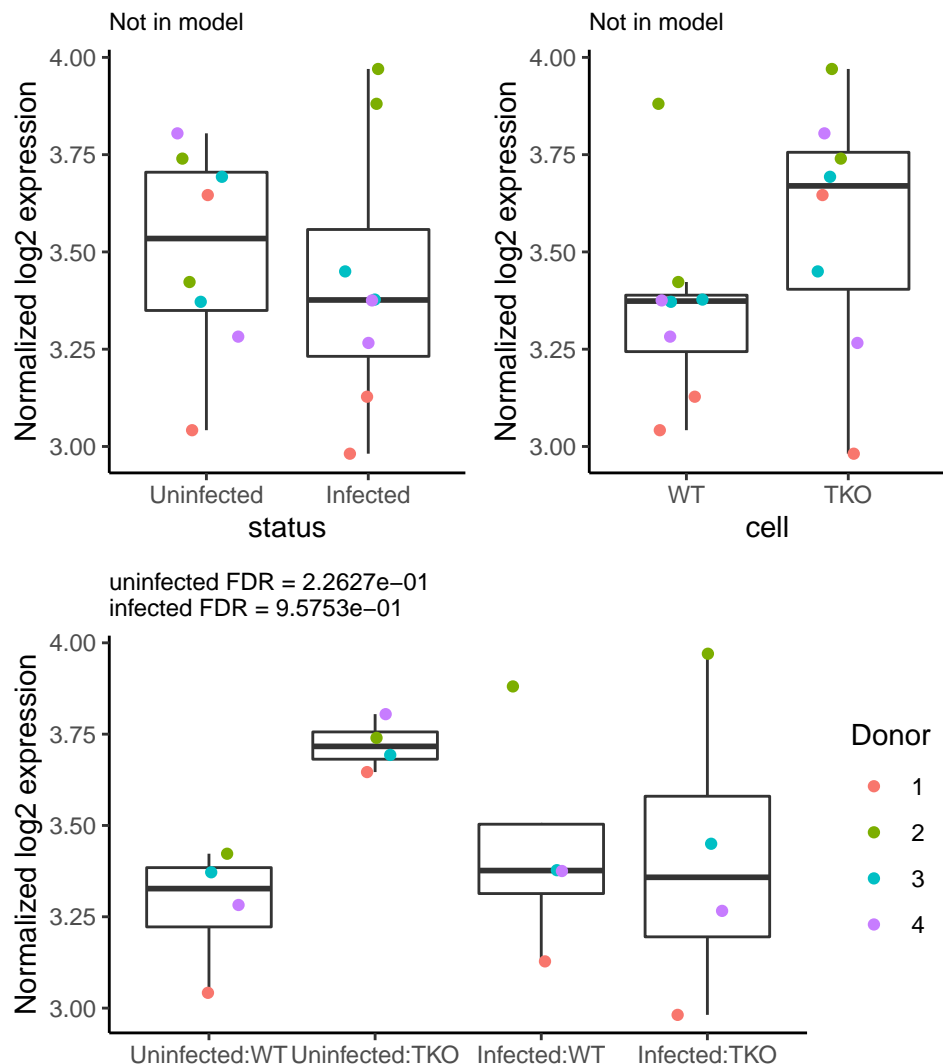 Not in model
Normalized log2 expression
4.00
3.75
3.50
3.25
3.00
Uninfected Infected
status
Not in model
Normalized log2 expression
4.00
3.75
3.50
3.25
3.00
WT TKO
cell
uninfected FDR = 2.2627e−01
infected FDR = 9.5753e−01
Normalized log2 expression
4.00
3.75
3.50
3.25
3.00
Uninfected:WT Uninfected:TKO Infected:WT Infected:TKO
Donor
1
2
3
4